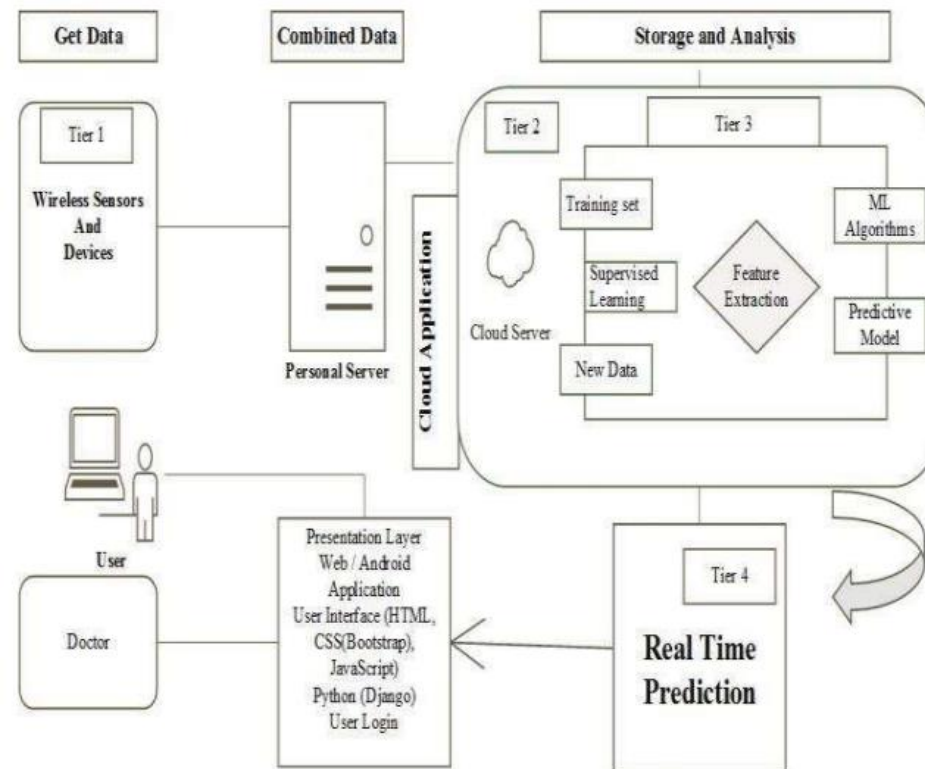 Get Data
Combined Data
Storage and Analysis
Tier 1
Wireless Sensors
And
Devices
Personal Server
Cloud Application
Tier 2
Tier 3
Training set
ML
Algorithms
Supervised
Learning
Feature
Extraction
Cloud Server
Predictive
Model
New Data
User
Doctor
Presentation Layer
Web / Android
Application
User Interface (HTML,
CSS(Bootstrap),
JavaScript)
Python (Django)
User Login
Tier 4
Real Time
Prediction